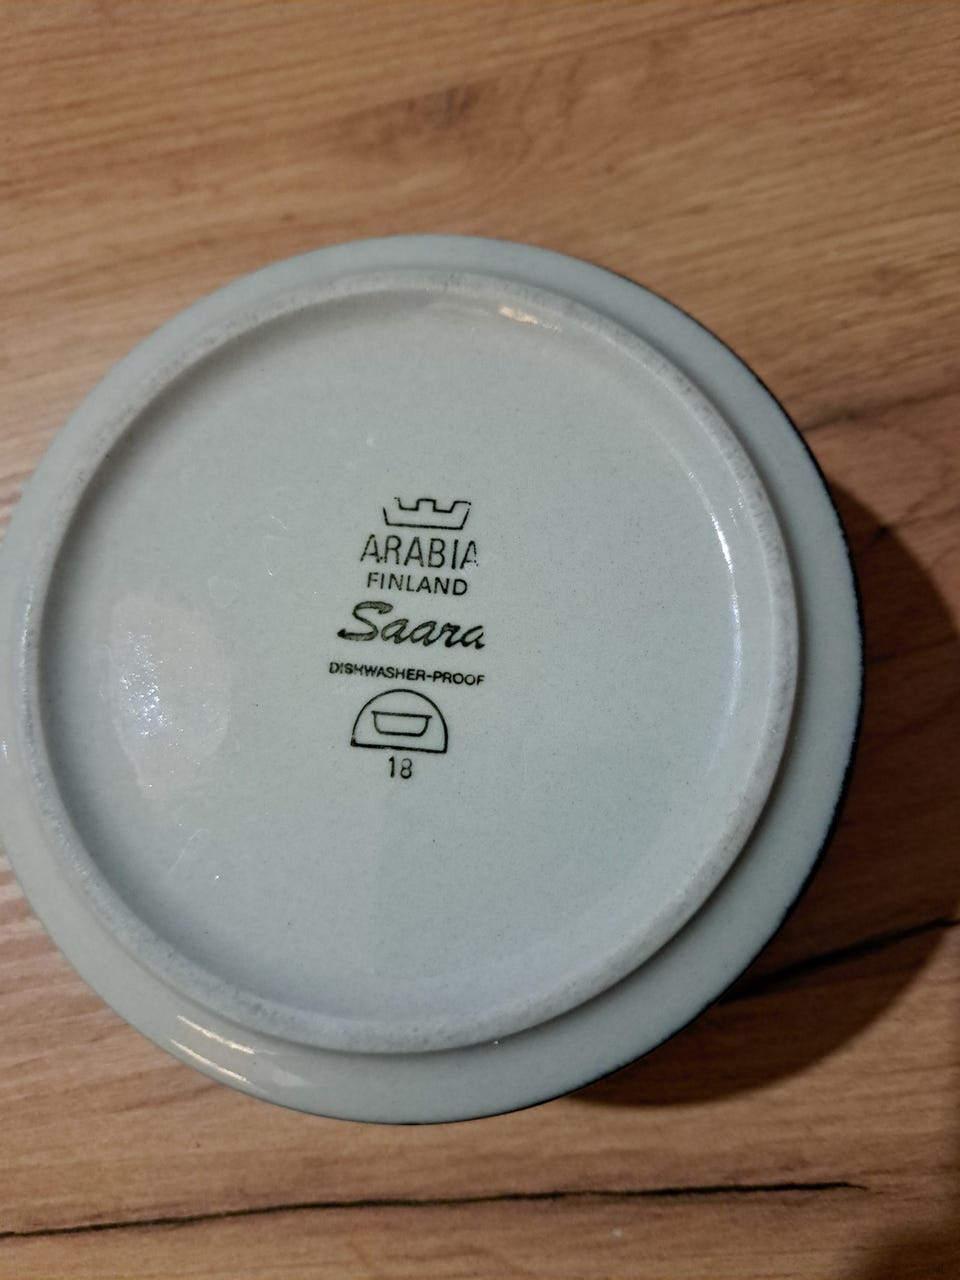 ARABIA
FINLAND
Saara
DISHWASHER-PROOF
18